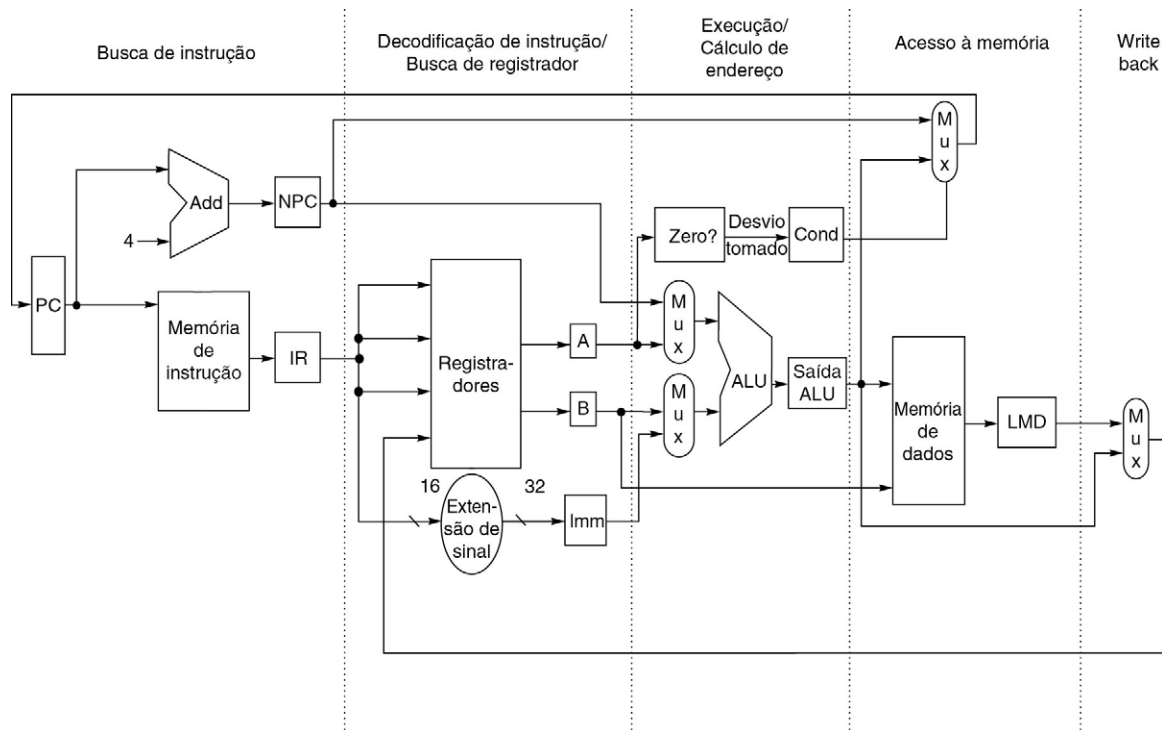 Busca de instrução
Decodificação de instrução/
Busca de registrador
Execução/
Cálculo de
endereço
Acesso à memória
Write
back
M
u
x
Add
NPC
4
PC
Memória
de
instrução
IR
Registra-
dores
A
B
16
32
Exten-
são de
sinal
Imm
Zero?
Desvio
tomado
Cond
M
u
x
M
u
x
ALU
Saída
ALU
Memória
de
dados
LMD
M
u
x